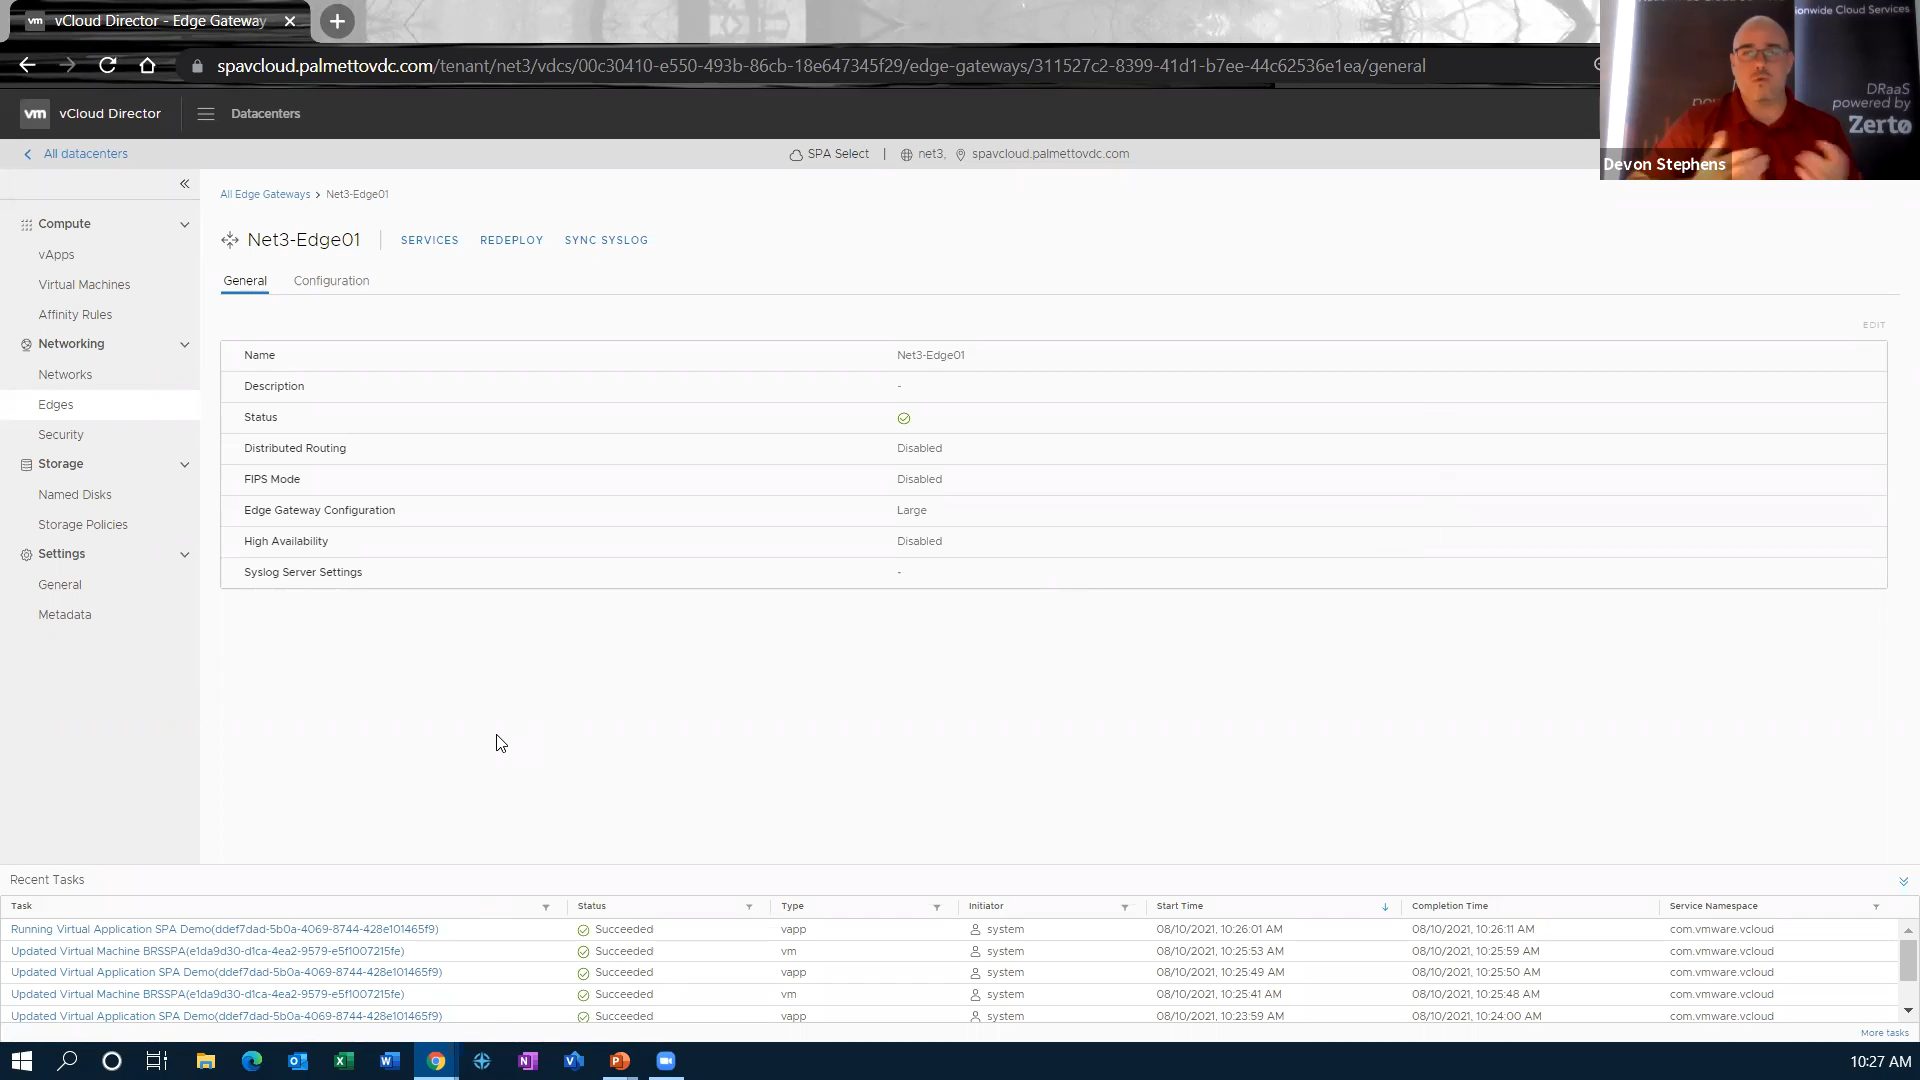 vm vCloud Director - Edge Gateway
spavcloud.palmettovdc.com/tenant/net3/vdcs/00c30410-e550-493b-86cb-18e647345f29/edge-gateways/311527c2-8399-41d1-b7ee-44c62536e1ea/general
ionwide Cloud Services
DRaaS
powered by
Zertø
Devon Stephens
vm vCloud Director
Datacenters
All datacenters
SPA Select | net3, spavcloud.palmettovdc.com
All Edge Gateways > Net3-Edge01
Net3-Edge01
SERVICES REDEPLOY SYNC SYSLOG
General Configuration
EDIT
Compute
vApps
Virtual Machines
Affinity Rules
Networking
Networks
Edges
Security
Storage
Named Disks
Storage Policies
Settings
General
Metadata
Name Net3-Edge01
Description -
Status
Distributed Routing Disabled
FIPS Mode Disabled
Edge Gateway Configuration Large
High Availability Disabled
Syslog Server Settings -
Recent Tasks
Task Status Type Initiator Start Time Completion Time Service Namespace
Running Virtual Application SPA Demo(ddef7dad-5b0a-4069-8744-428e101465f9) Succeeded vapp system 08/10/2021, 10:26:01 AM 08/10/2021, 10:26:11 AM com.vmware.vcloud
Updated Virtual Machine BRSSPA(e1da9d30-d1ca-4ea2-9579-e5f1007215fe) Succeeded vm system 08/10/2021, 10:25:53 AM 08/10/2021, 10:25:59 AM com.vmware.vcloud
Updated Virtual Application SPA Demo(ddef7dad-5b0a-4069-8744-428e101465f9) Succeeded vapp system 08/10/2021, 10:25:49 AM 08/10/2021, 10:25:50 AM com.vmware.vcloud
Updated Virtual Machine BRSSPA(e1da9d30-d1ca-4ea2-9579-e5f1007215fe) Succeeded vm system 08/10/2021, 10:25:41 AM 08/10/2021, 10:25:48 AM com.vmware.vcloud
Updated Virtual Application SPA Demo(ddef7dad-5b0a-4069-8744-428e101465f9) Succeeded vapp system 08/10/2021, 10:23:59 AM 08/10/2021, 10:24:00 AM com.vmware.vcloud
More tasks
10:27 AM